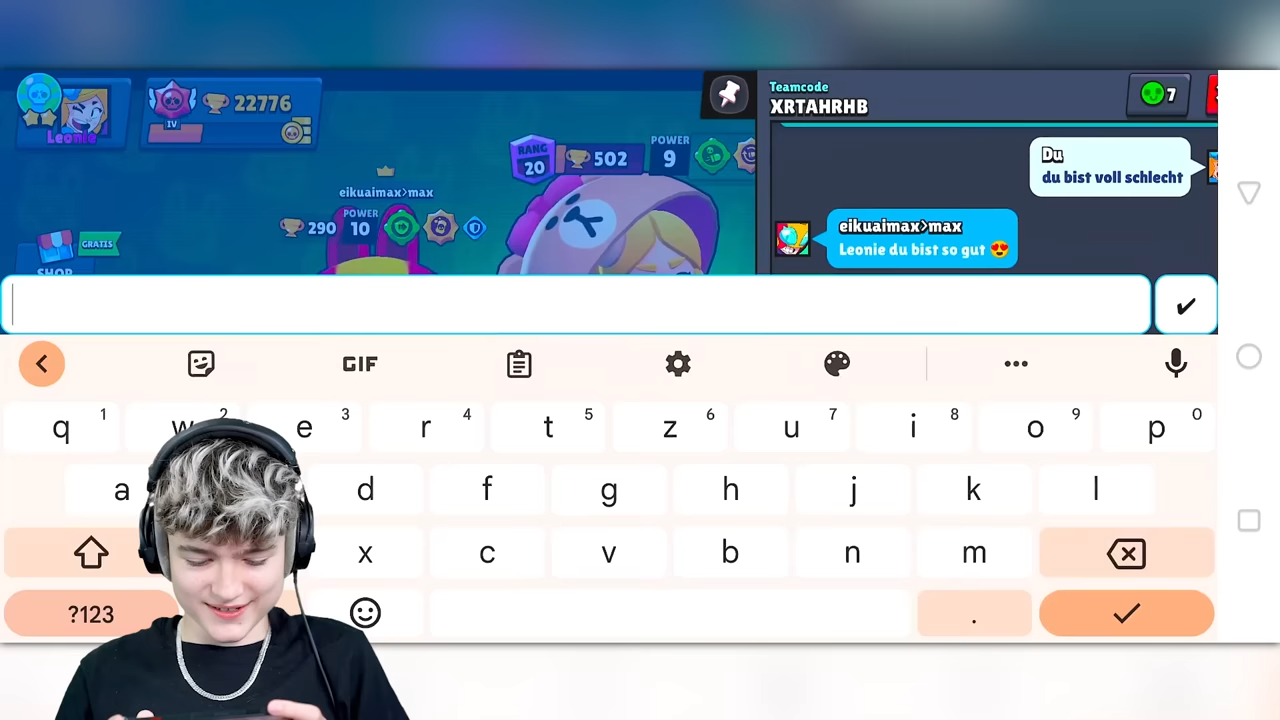 Leonie
IV
22776
RANG
20
502
POWER
9
eikuaimax>max
290
POWER
10
GRATIS
SHOP
Teamcode
XRTAHRHB
7
Du
du bist voll schlecht
eikuaimax>max
Leonie du bist so gut 😍
✔
GIF
q 1 w 2 e 3 r 4 t 5 z 6 u 7 i 8 o 9 p 0
a d f g h j k l
x c v b n m
?123 .